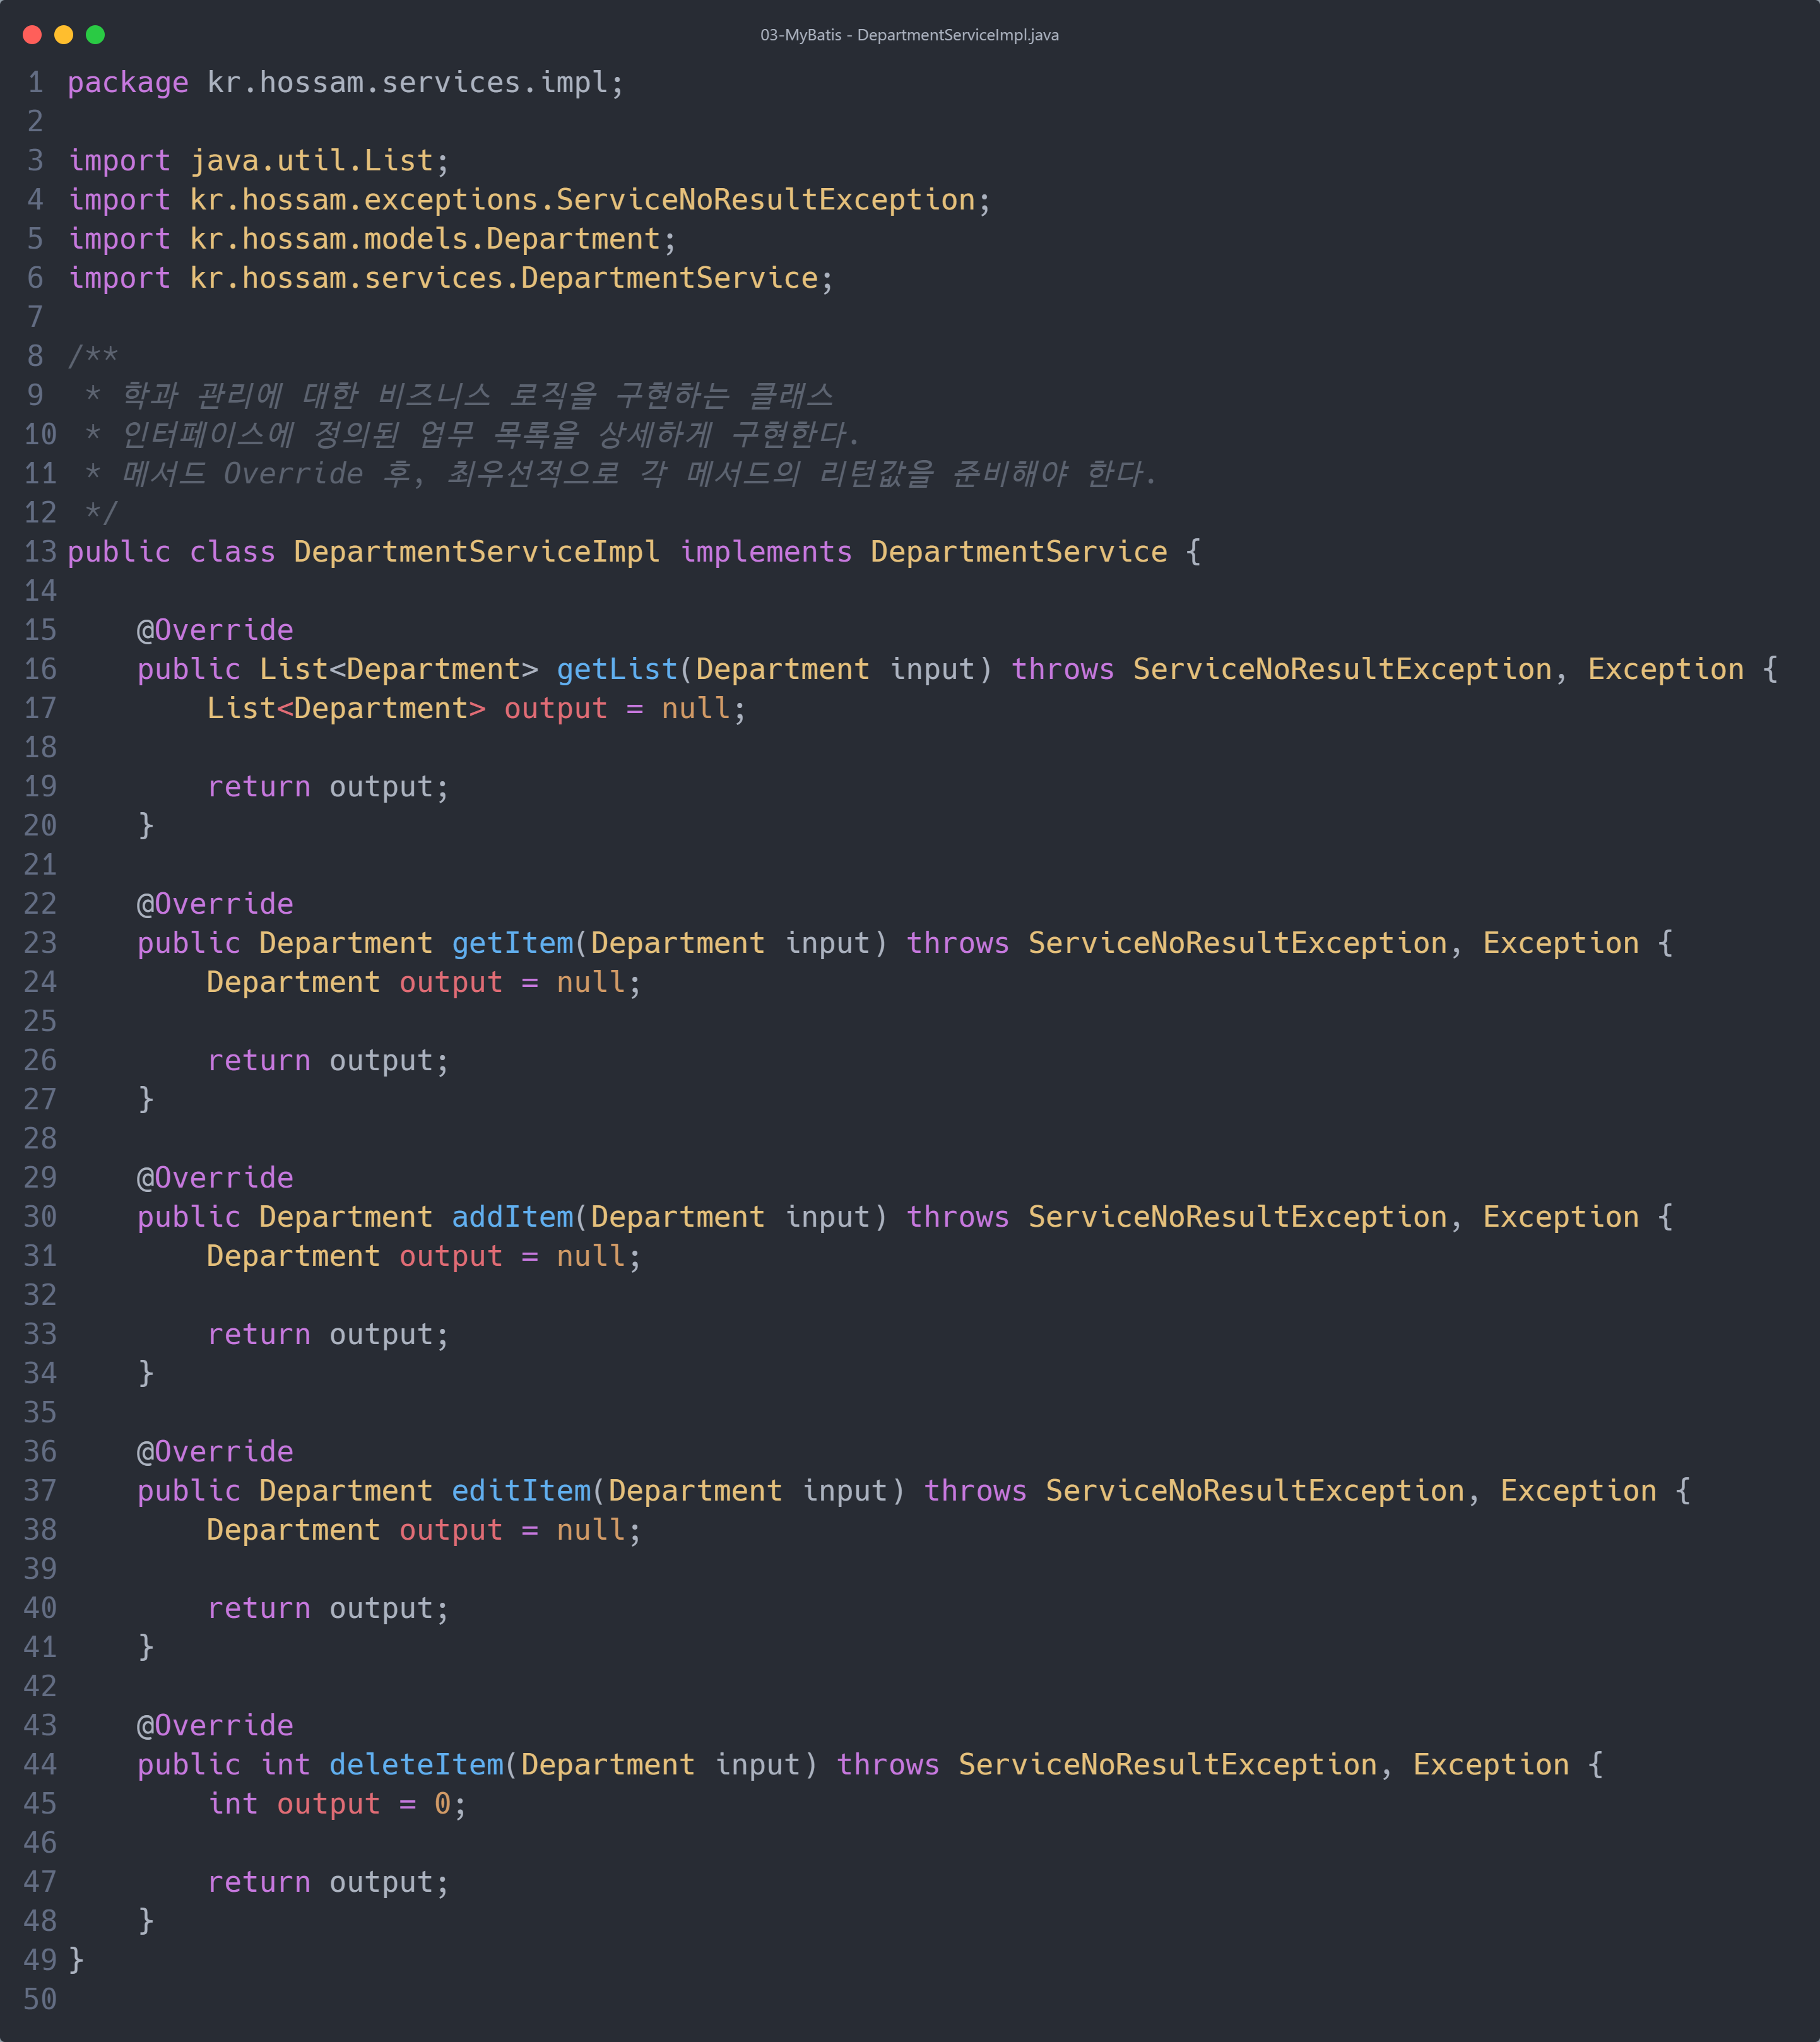 03-MyBatis - DepartmentServiceImpl.java
1 package kr.hossam.services.impl;
2
3 import java.util.List;
4 import kr.hossam.exceptions.ServiceNoResultException;
5 import kr.hossam.models.Department;
6 import kr.hossam.services.DepartmentService;
7
8 /**
9  * 학과 관리에 대한 비즈니스 로직을 구현하는 클래스
10  * 인터페이스에 정의된 업무 목록을 상세하게 구현한다.
11  * 메서드 Override 후, 최우선적으로 각 메서드의 리턴값을 준비해야 한다.
12  */
13 public class DepartmentServiceImpl implements DepartmentService {
14
15     @Override
16     public List<Department> getList(Department input) throws ServiceNoResultException, Exception {
17         List<Department> output = null;
18
19         return output;
20     }
21
22     @Override
23     public Department getItem(Department input) throws ServiceNoResultException, Exception {
24         Department output = null;
25
26         return output;
27     }
28
29     @Override
30     public Department addItem(Department input) throws ServiceNoResultException, Exception {
31         Department output = null;
32
33         return output;
34     }
35
36     @Override
37     public Department editItem(Department input) throws ServiceNoResultException, Exception {
38         Department output = null;
39
40         return output;
41     }
42
43     @Override
44     public int deleteItem(Department input) throws ServiceNoResultException, Exception {
45         int output = 0;
46
47         return output;
48     }
49 }
50